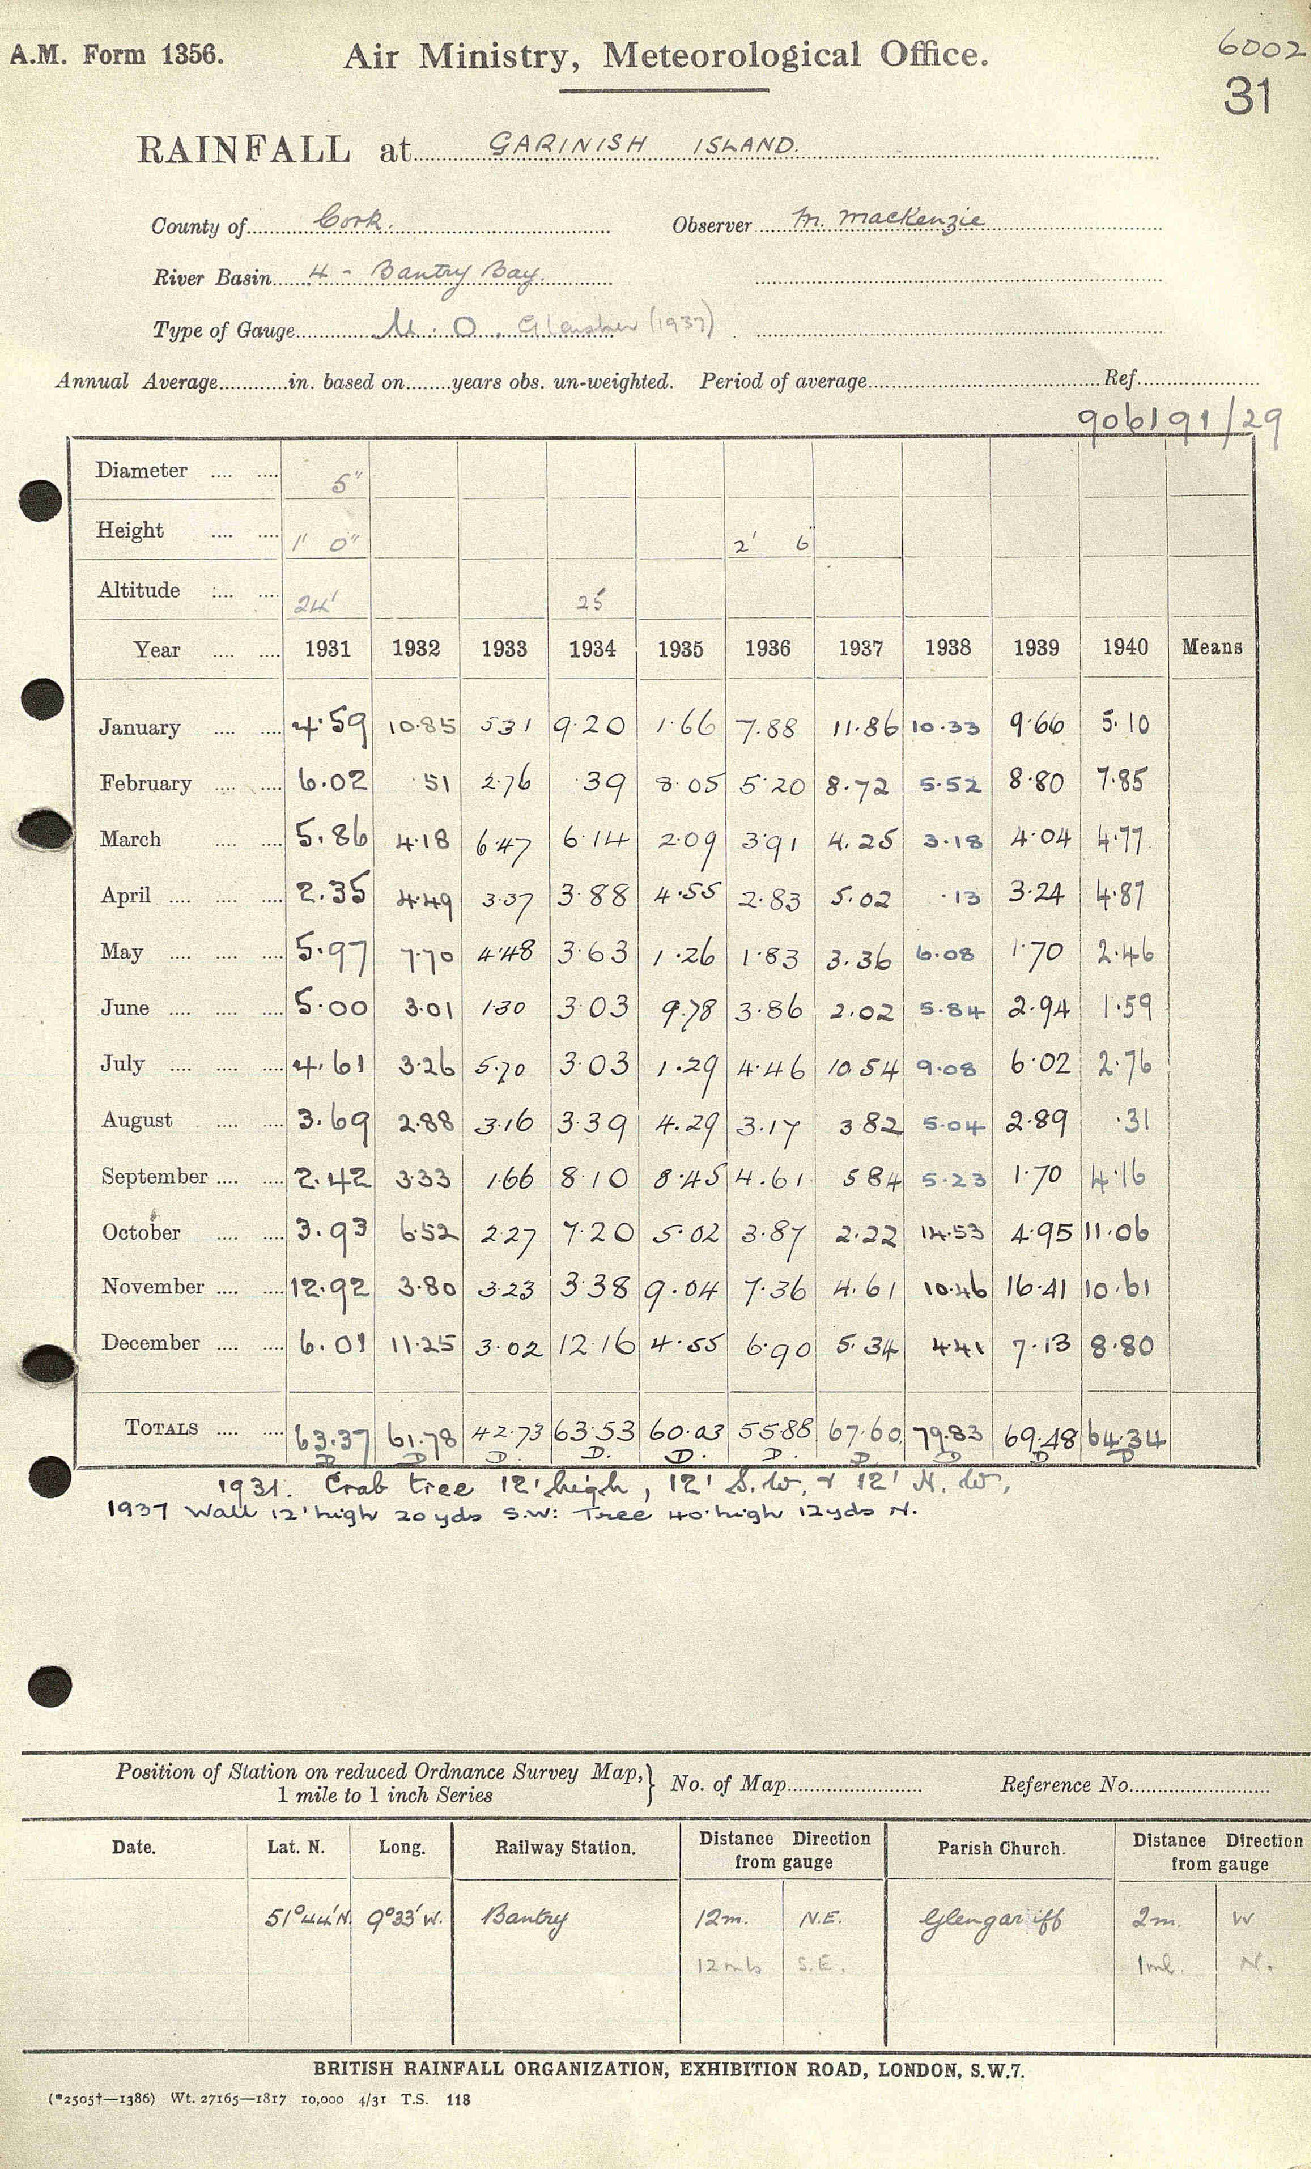 A.M. Form 1356. Air Ministry, Meteorological Office. 6002
31
RAINFALL at GARINISH ISLAND.
County of Cork. Observer M. MacKenzie
River Basin 4 - Bantry Bay.
Type of Gauge M.O. Glaisher (1937)
Annual Average in. based on years obs. un-weighted. Period of average Ref.
906191/29
Diameter 5"
Height 1' 0" 2' 6"
Altitude 24' 25
Year 1931 1932 1933 1934 1935 1936 1937 1938 1939 1940 Means
January 4.59 10.85 5.31 9.20 1.66 7.88 11.86 10.33 9.66 5.10
February 6.02 .51 2.76 .39 8.05 5.20 8.72 5.52 8.80 7.85
March 5.86 4.18 6.47 6.14 2.09 3.91 4.25 3.18 4.04 4.77
April 2.35 4.49 3.37 3.88 4.55 2.83 5.02 .13 3.24 4.87
May 5.97 7.70 4.48 3.63 1.26 1.83 3.36 6.08 1.70 2.46
June 5.00 3.01 1.30 3.03 9.78 3.86 2.02 5.84 2.94 1.59
July 4.61 3.26 5.70 3.03 1.29 4.46 10.54 9.08 6.02 2.76
August 3.69 2.88 3.16 3.39 4.29 3.17 3 82 5.04 2.89 .31
September 2.42 3.33 1.66 8.10 8.45 4.61 5 84 5.23 1.70 4.16
October 3.93 6.52 2.27 7.20 5.02 3.87 2.22 14.53 4.95 11.06
November 12.92 3.80 3.23 3.38 9.04 7.36 4.61 10.46 16.41 10.61
December 6.01 11.25 3.02 12.16 4.55 6.90 5.34 4.41 7.13 8.80
TOTALS 63.37 61.78 42.73 63.53 60.03 55.88 67.60 79.83 69.48 64.34
D D D. D. D. D. D D D D
1931. Crab tree 12' high, 12' S.W. & 12' N.W.
1937 Wall 12' high 20 yds S.W: Tree 40' high 12yds N.
Position of Station on reduced Ordnance Survey Map, 1 mile to 1 inch Series } No. of Map Reference No.
Date. Lat. N. Long. Railway Station. Distance Direction from gauge Parish Church. Distance Direction from gauge
51°44'N. 9°33'W. Bantry 12m. N.E. Glengariff 2m. W
12mls S.E. 1ml. N.
BRITISH RAINFALL ORGANIZATION, EXHIBITION ROAD, LONDON, S.W.7.
(*2505†—1386) Wt. 27165—1817 10,000 4/31 T.S. 118